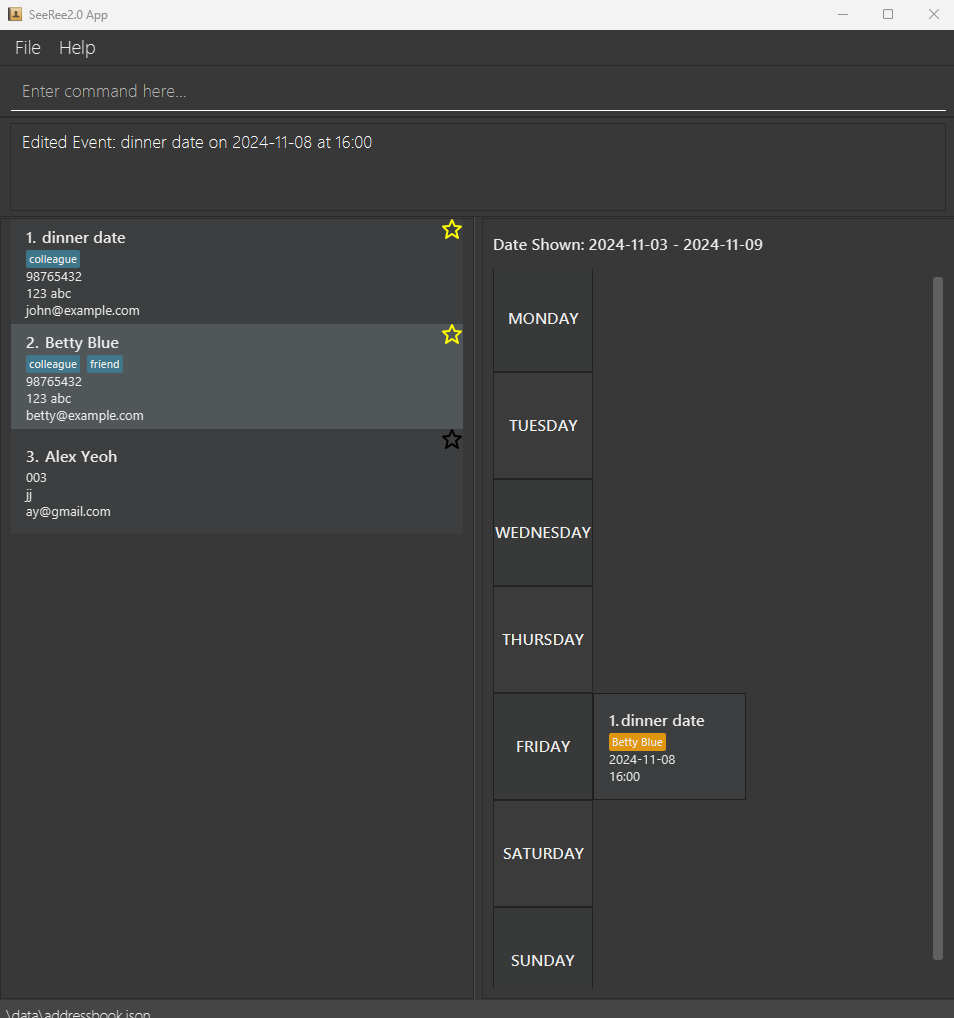 SeeRee2.0 App
File Help
Enter command here...
Edited Event: dinner date on 2024-11-08 at 16:00
1. dinner date
colleague
98765432
123 abc
john@example.com
2. Betty Blue
colleague friend
98765432
123 abc
betty@example.com
3. Alex Yeoh
003
jj
ay@gmail.com
Date Shown: 2024-11-03 - 2024-11-09
MONDAY
TUESDAY
WEDNESDAY
THURSDAY
FRIDAY
1. dinner date
Betty Blue
2024-11-08
16:00
SATURDAY
SUNDAY
\data\addressbook.json